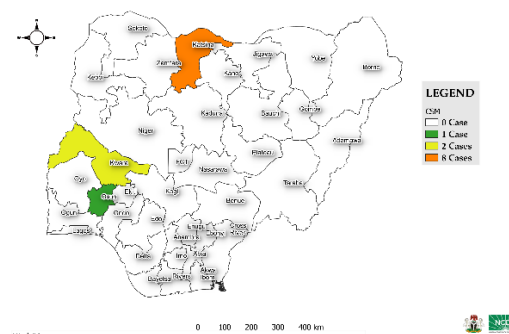 Sokoto
Katsina
Jigawa
Yobe
Borno
Zamfara
Kano
Kebbi
Kaduna
Bauchi
Gombe
Niger
Adamawa
Kwara
FCT
Plateau
Nasarawa
Oyo
Taraba
Ekiti
Kogi
Osun
Benue
Ogun
Ondo
Edo
Lagos
Enugu
Ebonyi
Cross
River
Anambra
Delta
Imo
Abia
Akwa
Ibom
Bayelsa
Rivers
LEGEND
CSM
0 Case
1 Case
2 Cases
8 Cases
0 100 200 300 400 km
NCDC